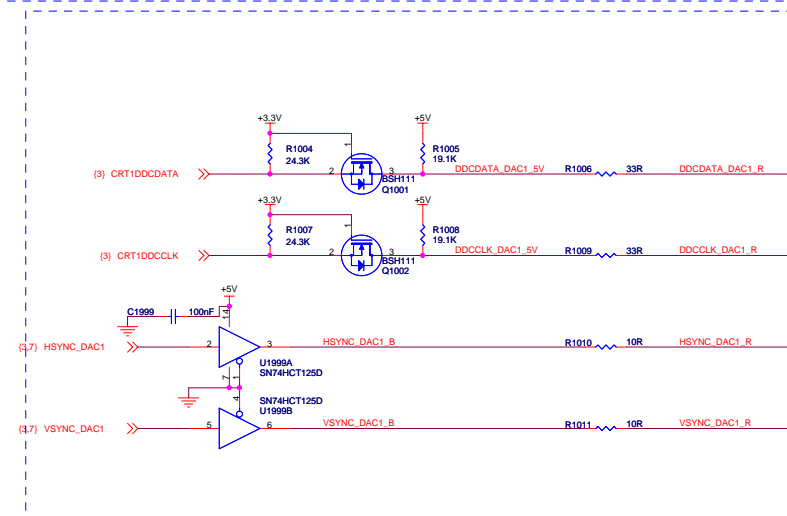 +3.3V +5V
1
R1004 R1005
24.3K 19.1K
{3} CRT1DDCDATA 2 3 DDCDATA_DAC1_5V R1006 33R DDCDATA_DAC1_R
BSH111
Q1001
+3.3V +5V
1
R1007 R1008
24.3K 19.1K
{3} CRT1DDCCLK 2 3 DDCCLK_DAC1_5V R1009 33R DDCCLK_DAC1_R
BSH111
Q1002
+5V
C1999 100nF 14
{3,7} HSYNC_DAC1 2 3 HSYNC_DAC1_B R1010 10R HSYNC_DAC1_R
U1999A
7 1 SN74HCT125D
4 SN74HCT125D
U1999B
{3,7} VSYNC_DAC1 5 6 VSYNC_DAC1_B R1011 10R VSYNC_DAC1_R